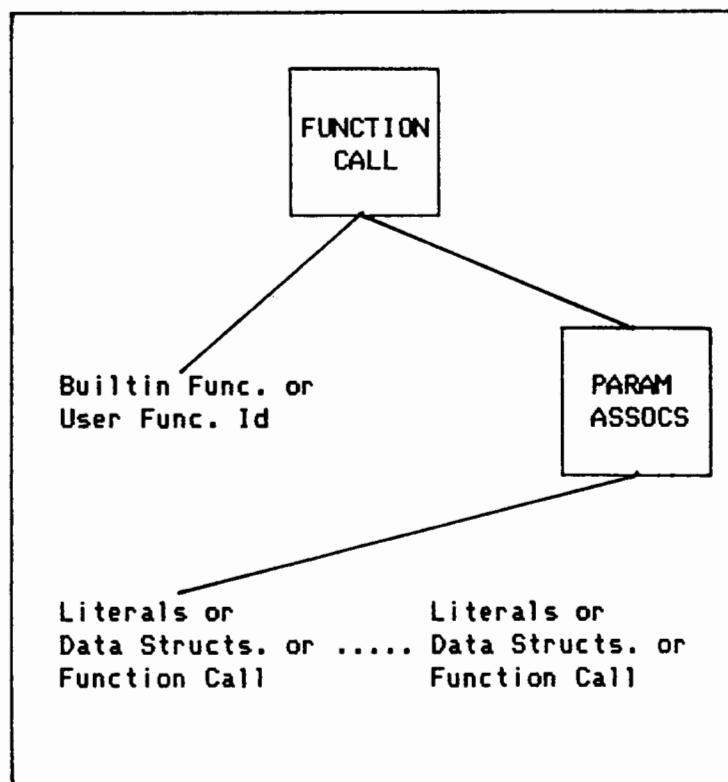 FUNCTION
CALL
Builtin Func. or
User Func. Id
PARAM
ASSOCS
Literals or
Data Structs. or ..... 
Function Call
Literals or
Data Structs. or
Function Call